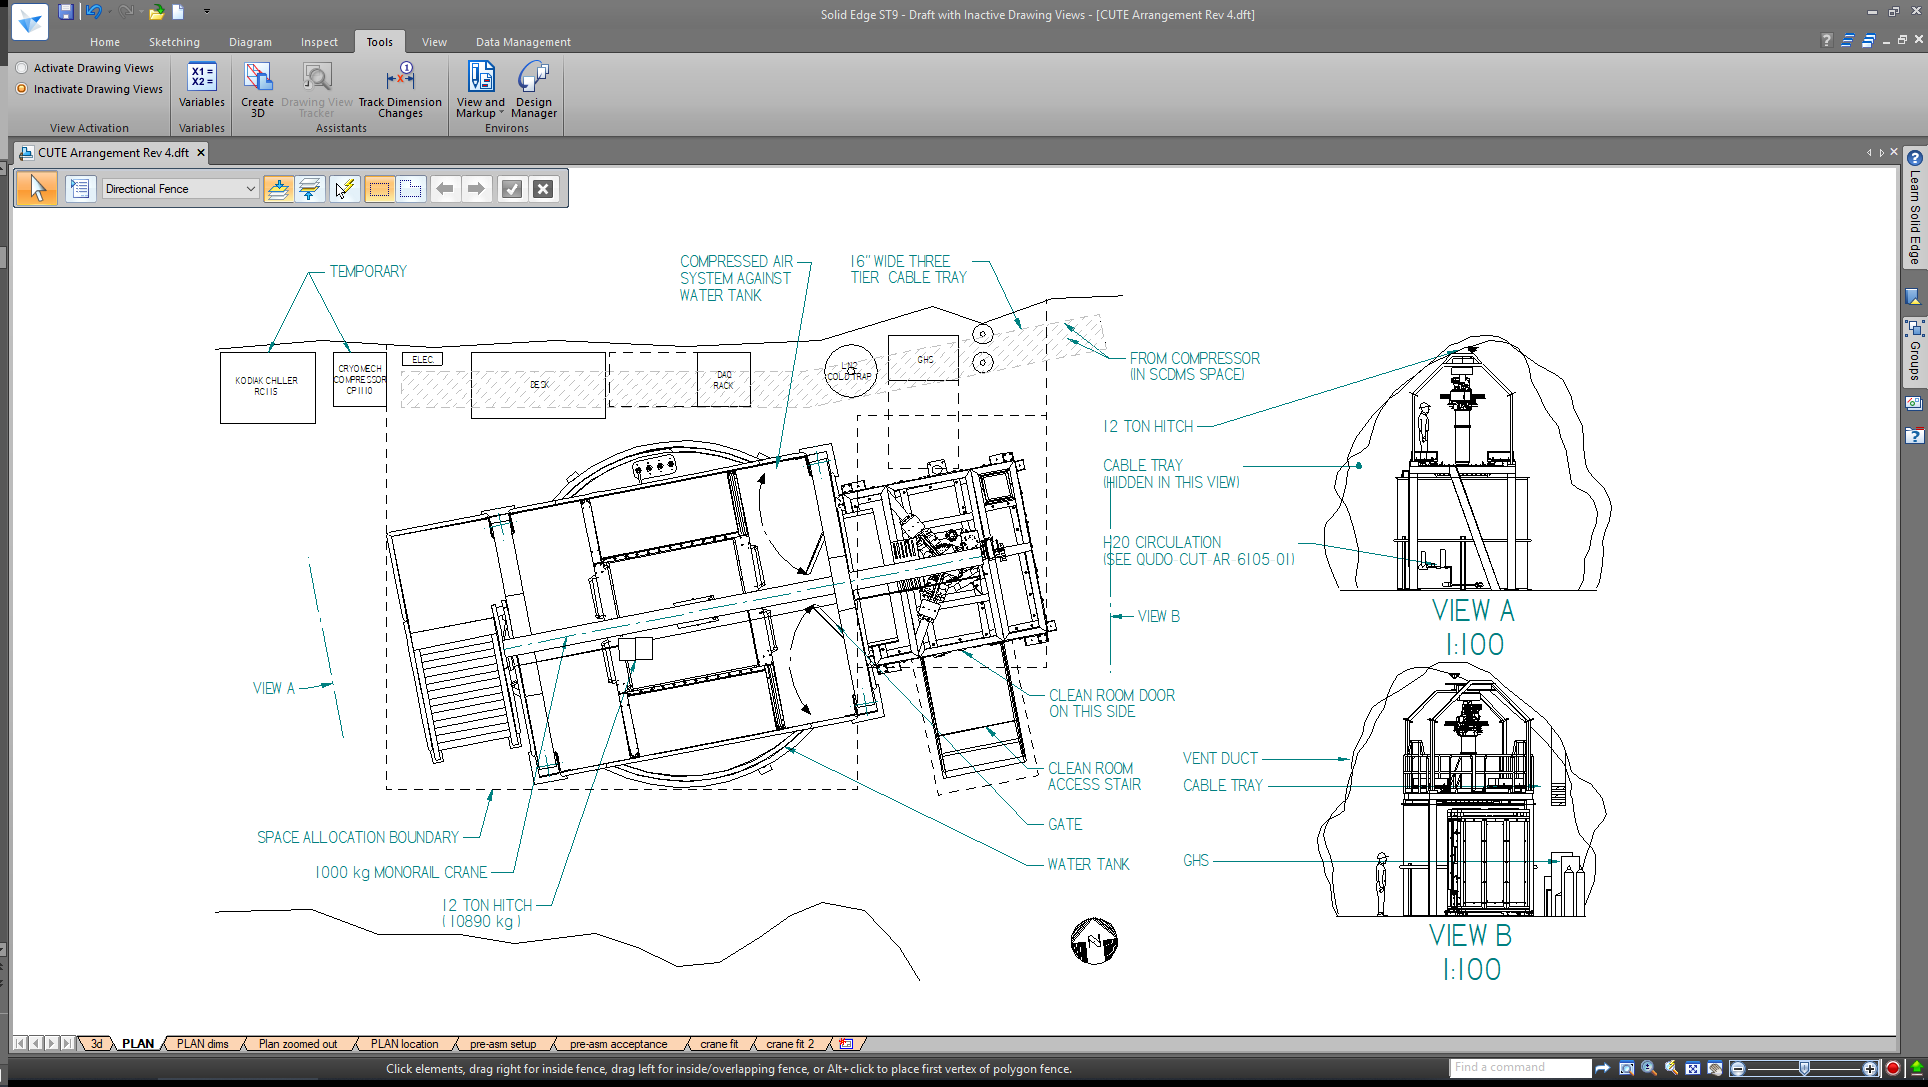 Solid Edge ST9 - Draft with Inactive Drawing Views - [CUTE Arrangement Rev 4.dft]
Home
Sketching
Diagram
Inspect
Tools
View
Data Management
Activate Drawing Views
Inactivate Drawing Views
View Activation
X1 =
X2 =
Variables
Variables
Create
3D
Drawing View
Tracker
Track Dimension
Changes
Assistants
View and
Markup
Design
Manager
Environs
CUTE Arrangement Rev 4.dft
Directional Fence
Learn Solid Edge
Groups
TEMPORARY
COMPRESSED AIR
SYSTEM AGAINST
WATER TANK
16" WIDE THREE
TIER CABLE TRAY
KODIAK CHLLER
RC115
CRYOMECH
COMPRESSOR
CP1110
ELEC.
DESK
DAQ
RACK
LN2
COLD TRAP
GHS
FROM COMPRESSOR
(IN SCDMS SPACE)
12 TON HITCH
CABLE TRAY
(HIDDEN IN THIS VIEW)
H20 CIRCULATION
(SEE QUDO-CUT-AR-6105-01)
VIEW A
1:100
VIEW B
VIEW A
CLEAN ROOM DOOR
ON THIS SIDE
CLEAN ROOM
ACCESS STAIR
GATE
WATER TANK
VENT DUCT
CABLE TRAY
GHS
SPACE ALLOCATION BOUNDARY
1000 kg MONORAIL CRANE
12 TON HITCH
(10890 kg )
N
VIEW B
1:100
3d
PLAN
PLAN dims
Plan zoomed out
PLAN location
pre-asm setup
pre-asm acceptance
crane fit
crane fit 2
Click elements, drag right for inside fence, drag left for inside/overlapping fence, or Alt+click to place first vertex of polygon fence.
Find a command